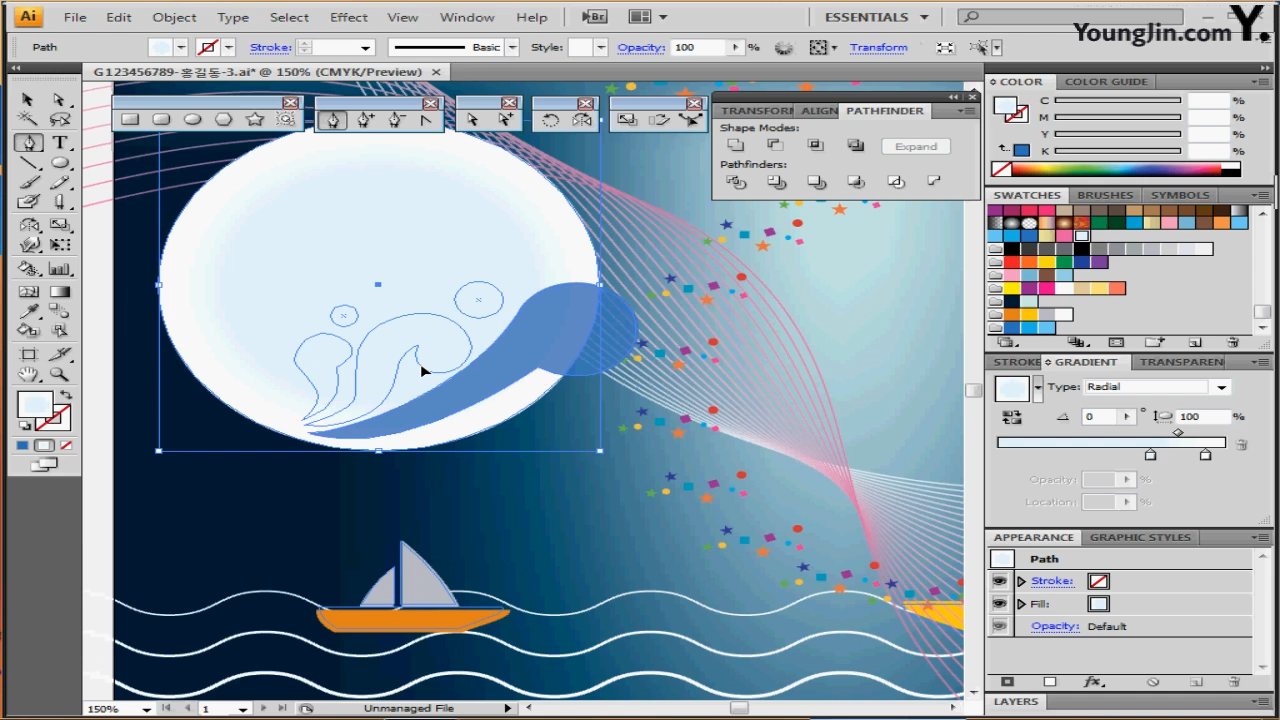 Ai File Edit Object Type Select Effect View Window Help Br ESSENTIALS
YoungJin.com Y.
Path Stroke: Basic Style: Opacity: 100 % Transform
G123456789-홍길동-3.ai* @ 150% (CMYK/Preview)
COLOR COLOR GUIDE
C %
M %
Y %
K %
TRANSFORM ALIGN PATHFINDER
Shape Modes:
Expand
Pathfinders:
SWATCHES BRUSHES SYMBOLS
STROKE GRADIENT TRANSPAREN
Type: Radial
0 ° 100 %
Opacity: %
Location: %
APPEARANCE GRAPHIC STYLES
Path
Stroke:
Fill:
Opacity: Default
fx
LAYERS
150% 1 Unmanaged File
T